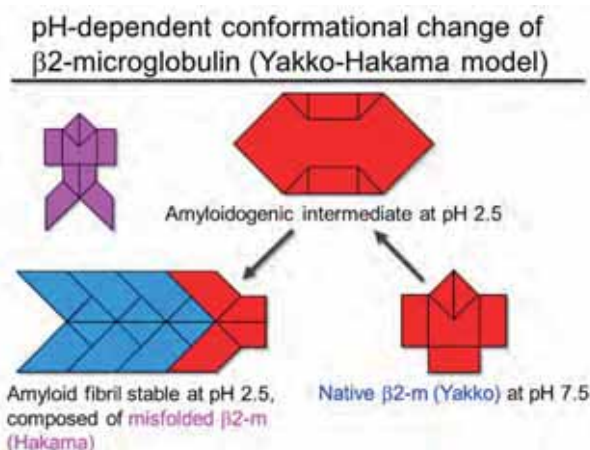 pH-dependent conformational change of
β2-microglobulin (Yakko-Hakama model)
Amyloidogenic intermediate at pH 2.5
Amyloid fibril stable at pH 2.5,
composed of misfolded β2-m
(Hakama)
Native β2-m (Yakko) at pH 7.5